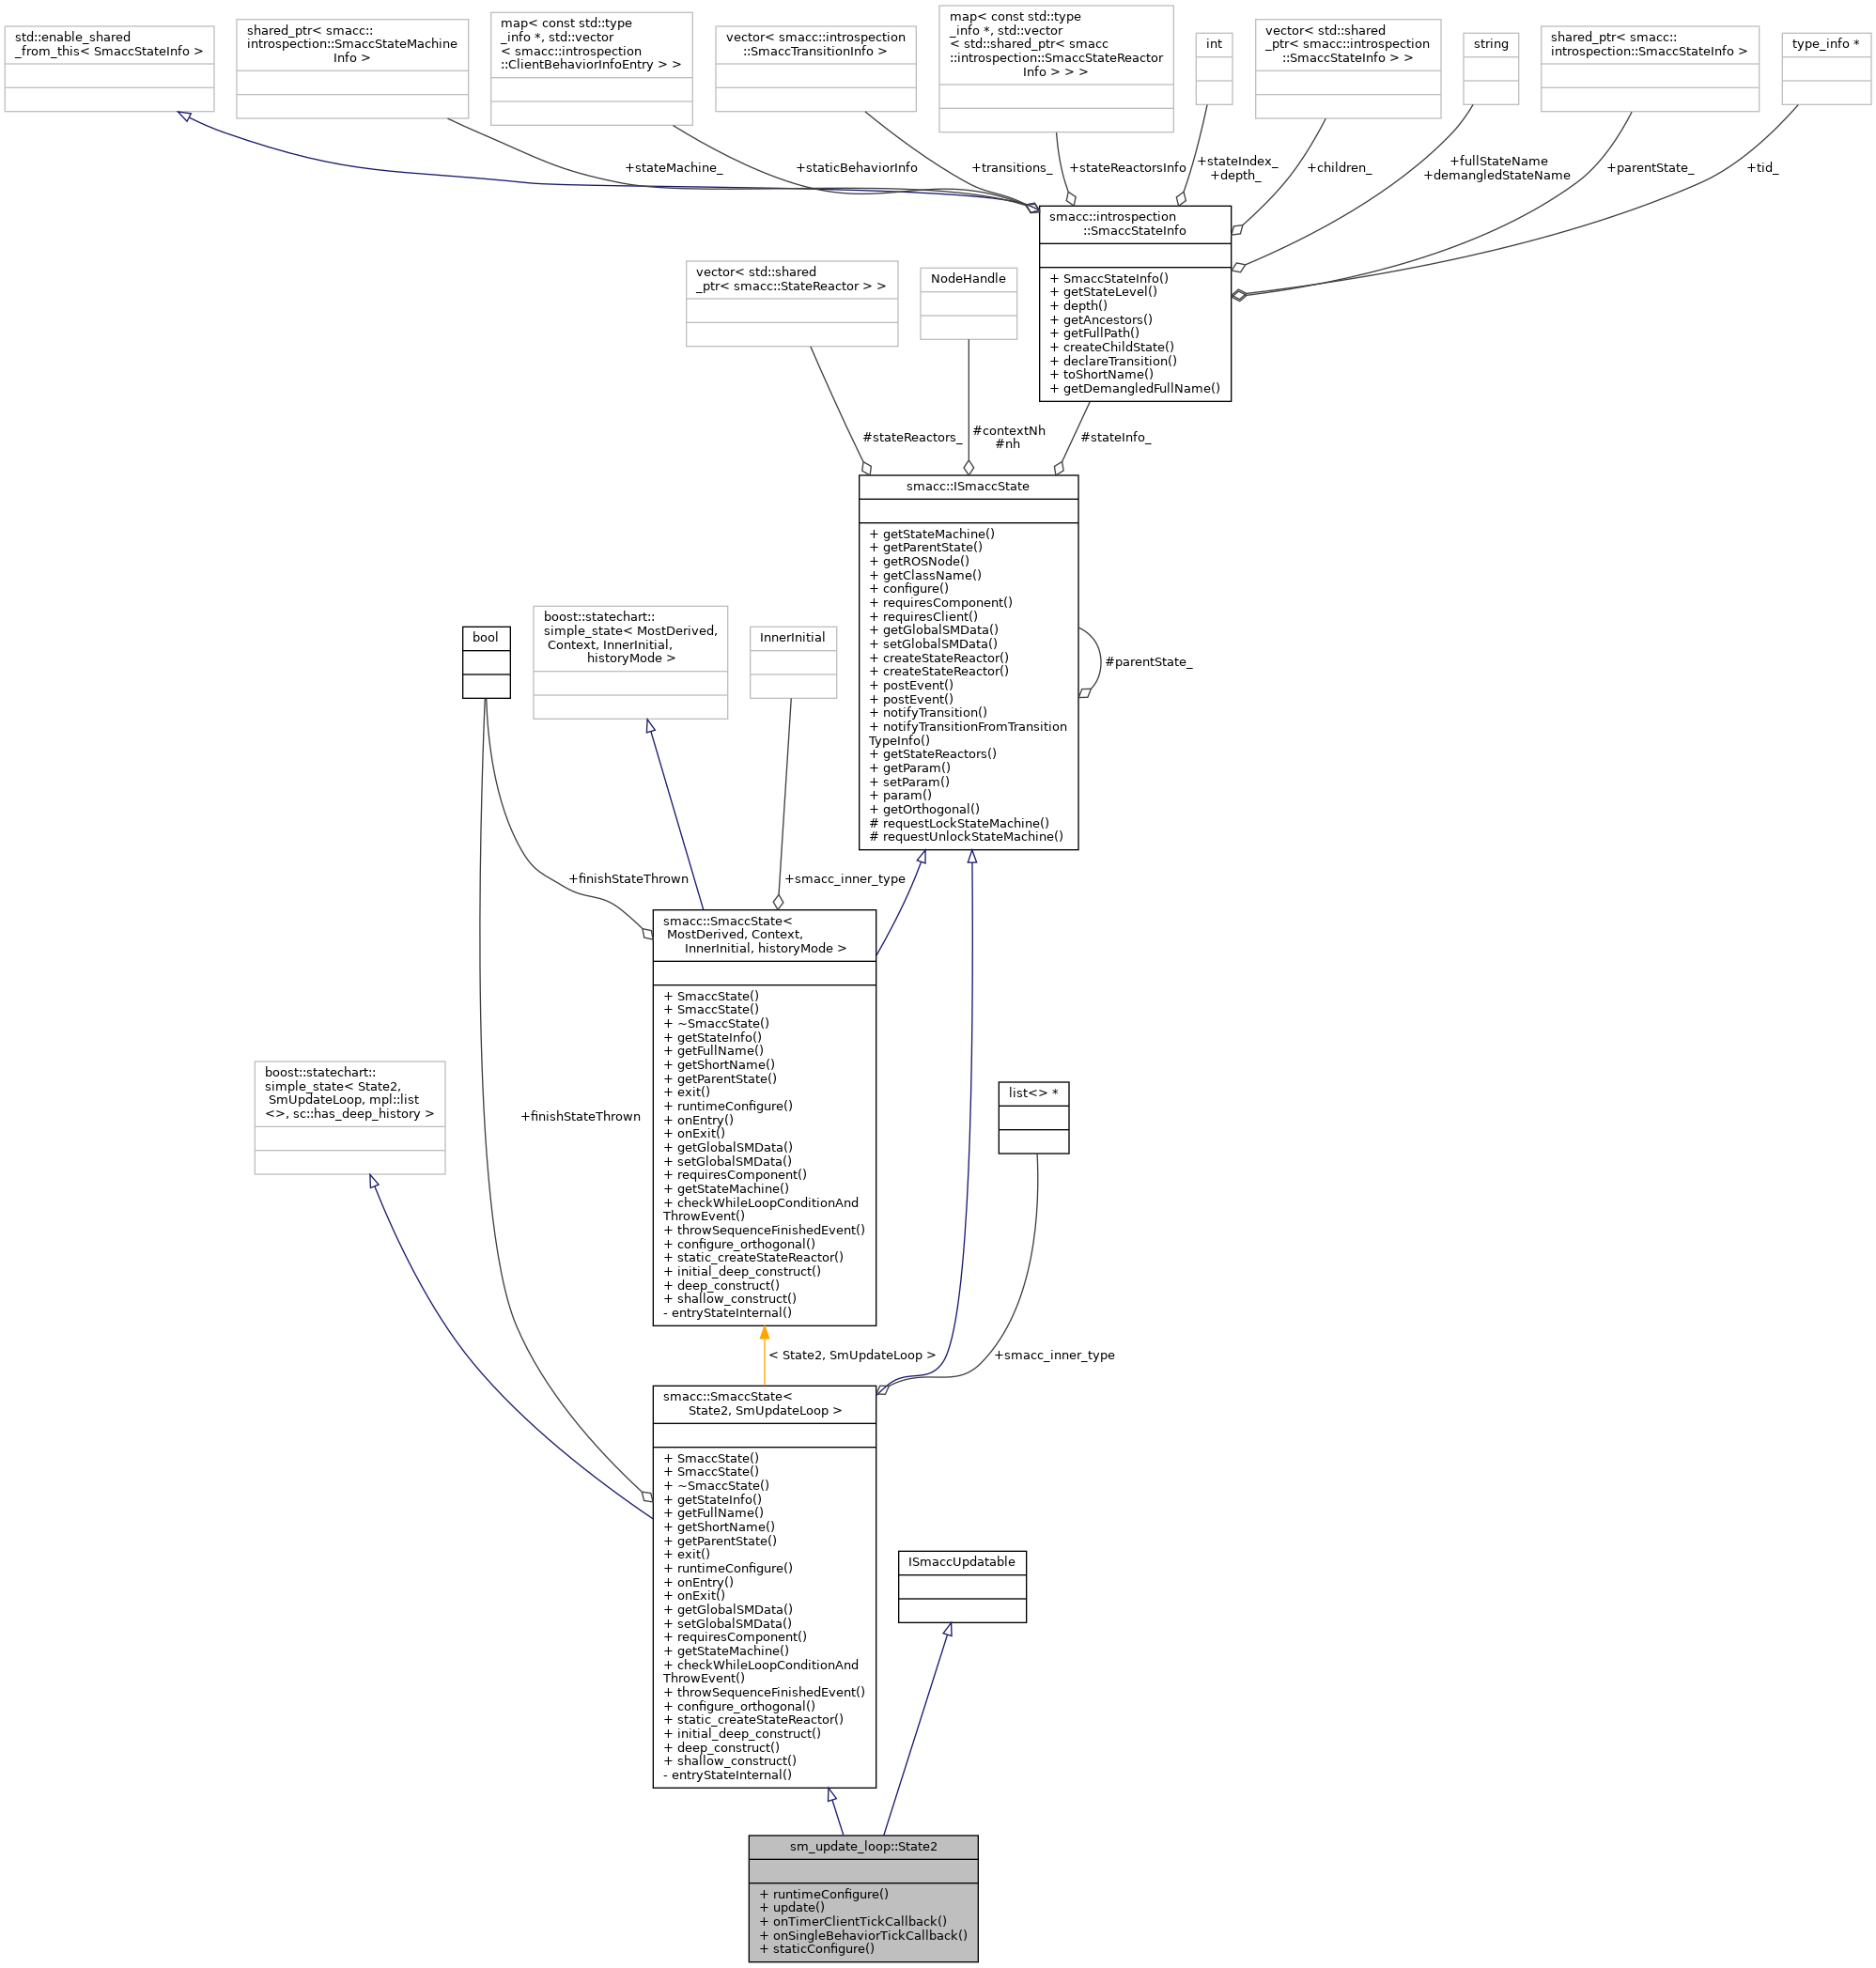 std::enable_shared
_from_this< SmaccStateInfo >
shared_ptr< smacc::
introspection::SmaccStateMachine
Info >
map< const std::type
_info *, std::vector
< smacc::introspection
::ClientBehaviorInfoEntry > >
vector< smacc::introspection
::SmaccTransitionInfo >
map< const std::type
_info *, std::vector
< std::shared_ptr< smacc
::introspection::SmaccStateReactor
Info > > >
int
vector< std::shared
_ptr< smacc::introspection
::SmaccStateInfo > >
string
shared_ptr< smacc::
introspection::SmaccStateInfo >
type_info *
+stateMachine_
+staticBehaviorInfo
+transitions_
+stateReactorsInfo
+stateIndex_
+depth_
+children_
+fullStateName
+demangledStateName
+parentState_
+tid_
smacc::introspection
::SmaccStateInfo
+ SmaccStateInfo()
+ getStateLevel()
+ depth()
+ getAncestors()
+ getFullPath()
+ createChildState()
+ declareTransition()
+ toShortName()
+ getDemangledFullName()
vector< std::shared
_ptr< smacc::StateReactor > >
NodeHandle
#stateReactors_
#contextNh
#nh
#stateInfo_
smacc::ISmaccState
+ getStateMachine()
+ getParentState()
+ getROSNode()
+ getClassName()
+ configure()
+ requiresComponent()
+ requiresClient()
+ getGlobalSMData()
+ setGlobalSMData()
+ createStateReactor()
+ createStateReactor()
+ postEvent()
+ postEvent()
+ notifyTransition()
+ notifyTransitionFromTransition
TypeInfo()
+ getStateReactors()
+ getParam()
+ setParam()
+ param()
+ getOrthogonal()
# requestLockStateMachine()
# requestUnlockStateMachine()
#parentState_
bool
boost::statechart::
simple_state< MostDerived,
Context, InnerInitial,
historyMode >
InnerInitial
+finishStateThrown
+smacc_inner_type
smacc::SmaccState<
MostDerived, Context,
InnerInitial, historyMode >
+ SmaccState()
+ SmaccState()
+ ~SmaccState()
+ getStateInfo()
+ getFullName()
+ getShortName()
+ getParentState()
+ exit()
+ runtimeConfigure()
+ onEntry()
+ onExit()
+ getGlobalSMData()
+ setGlobalSMData()
+ requiresComponent()
+ getStateMachine()
+ checkWhileLoopConditionAnd
ThrowEvent()
+ throwSequenceFinishedEvent()
+ configure_orthogonal()
+ static_createStateReactor()
+ initial_deep_construct()
+ deep_construct()
+ shallow_construct()
- entryStateInternal()
boost::statechart::
simple_state< State2,
SmUpdateLoop, mpl::list
<>, sc::has_deep_history >
+finishStateThrown
list<> *
< State2, SmUpdateLoop >
+smacc_inner_type
smacc::SmaccState<
State2, SmUpdateLoop >
+ SmaccState()
+ SmaccState()
+ ~SmaccState()
+ getStateInfo()
+ getFullName()
+ getShortName()
+ getParentState()
+ exit()
+ runtimeConfigure()
+ onEntry()
+ onExit()
+ getGlobalSMData()
+ setGlobalSMData()
+ requiresComponent()
+ getStateMachine()
+ checkWhileLoopConditionAnd
ThrowEvent()
+ throwSequenceFinishedEvent()
+ configure_orthogonal()
+ static_createStateReactor()
+ initial_deep_construct()
+ deep_construct()
+ shallow_construct()
- entryStateInternal()
ISmaccUpdatable
sm_update_loop::State2
+ runtimeConfigure()
+ update()
+ onTimerClientTickCallback()
+ onSingleBehaviorTickCallback()
+ staticConfigure()